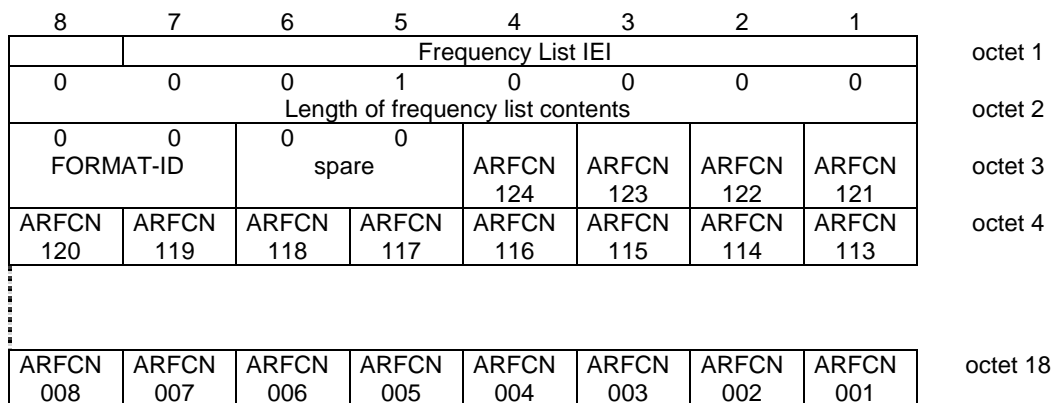 8 7 6 5 4 3 2 1
Frequency List IEI octet 1
0 0 0 1 0 0 0 0
Length of frequency list contents octet 2
0 0 0 0
FORMAT-ID spare ARFCN ARFCN ARFCN ARFCN octet 3
124 123 122 121
ARFCN ARFCN ARFCN ARFCN ARFCN ARFCN ARFCN ARFCN octet 4
120 119 118 117 116 115 114 113
ARFCN ARFCN ARFCN ARFCN ARFCN ARFCN ARFCN ARFCN octet 18
008 007 006 005 004 003 002 001